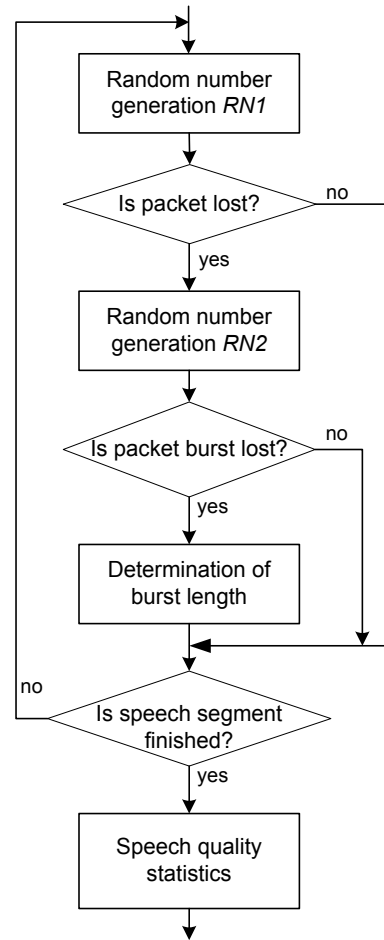 Random number
generation RN1
Is packet lost?
no
yes
Random number
generation RN2
Is packet burst lost?
no
yes
Determination of
burst length
no
Is speech segment
finished?
yes
Speech quality
statistics